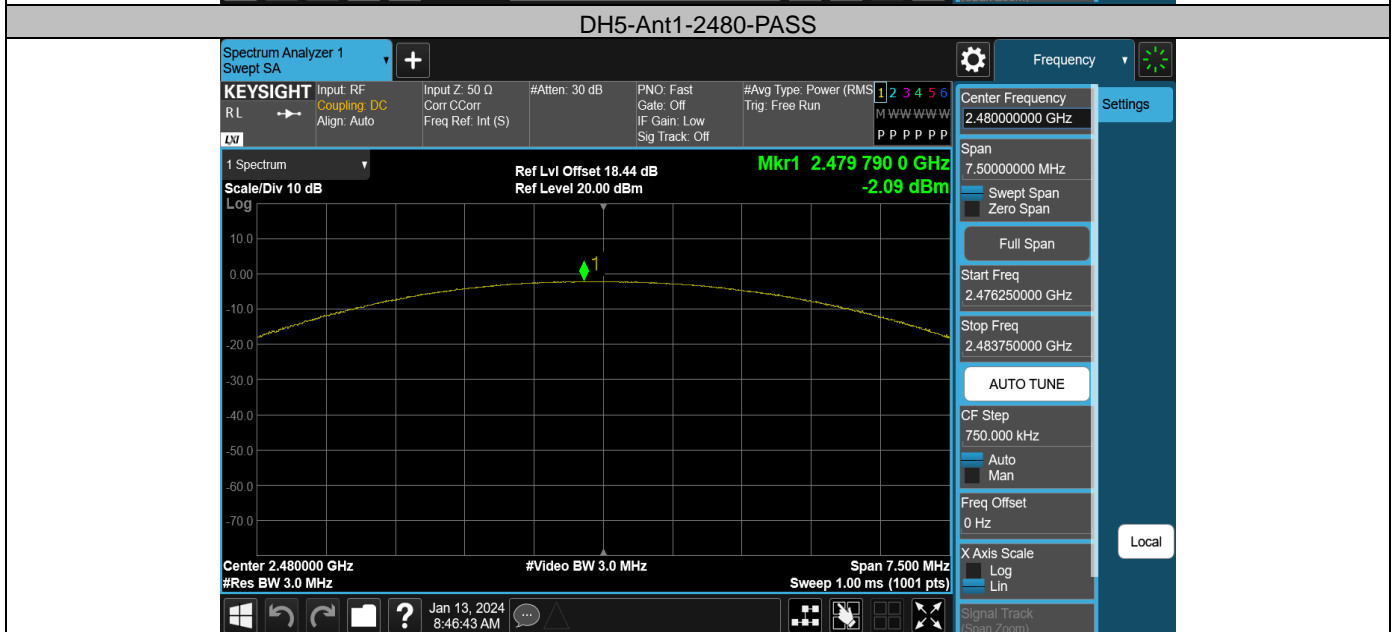 DH5-Ant1-2480-PASS
Spectrum Analyzer 1
Swept SA
Frequency
KEYSIGHT
R L
LXI
Input: RF
Coupling: DC
Align: Auto
Input Z: 50 Ω
Corr CCorr
Freq Ref: Int (S)
#Atten: 30 dB
PNO: Fast
Gate: Off
IF Gain: Low
Sig Track: Off
#Avg Type: Power (RMS
Trig: Free Run
1 2 3 4 5 6
M W W W W W
P P P P P P
Center Frequency
2.480000000 GHz
Settings
1 Spectrum
Scale/Div 10 dB
Log
Ref Lvl Offset 18.44 dB
Ref Level 20.00 dBm
Mkr1 2.479 790 0 GHz
-2.09 dBm
Span
7.50000000 MHz
Swept Span
Zero Span
Full Span
Start Freq
2.476250000 GHz
Stop Freq
2.483750000 GHz
AUTO TUNE
CF Step
750.000 kHz
Auto
Man
Freq Offset
0 Hz
X Axis Scale
Log
Lin
Signal Track
(Span Zoom)
Local
10.0
0.00
-10.0
-20.0
-30.0
-40.0
-50.0
-60.0
-70.0
1
Center 2.480000 GHz
#Res BW 3.0 MHz
#Video BW 3.0 MHz
Span 7.500 MHz
Sweep 1.00 ms (1001 pts)
?
Jan 13, 2024
8:46:43 AM